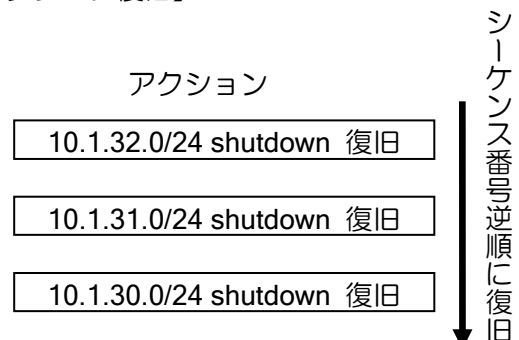 アクション
10.1.32.0/24 shutdown 復旧
10.1.31.0/24 shutdown 復旧
10.1.30.0/24 shutdown 復旧
シーケンス番号逆順に復旧